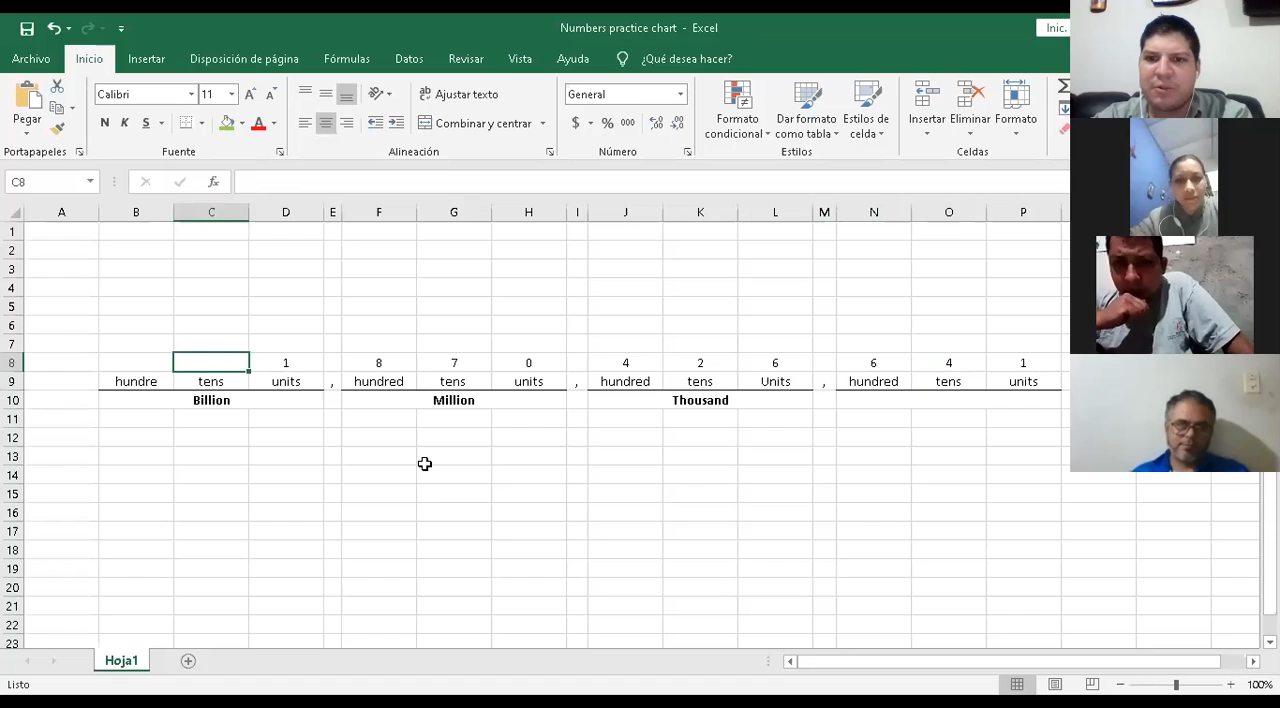 Numbers practice chart - Excel
Inic.
Archivo Inicio Insertar Disposición de página Fórmulas Datos Revisar Vista Ayuda ¿Qué desea hacer?
Calibri 11 A A ab Ajustar texto General
Pegar N K S A Combinar y centrar $ % 000 Formato condicional Dar formato como tabla Estilos de celda Insertar Eliminar Formato
Portapapeles Fuente Alineación Número Estilos Celdas
C8 fx
A B C D E F G H I J K L M N O P
1
2
3
4
5
6
7
8 1 8 7 0 4 2 6 6 4 1
9 hundre tens units , hundred tens units , hundred tens Units , hundred tens units
10 Billion Million Thousand
11
12
13
14
15
16
17
18
19
20
21
22
23
Hoja1
Listo 100%